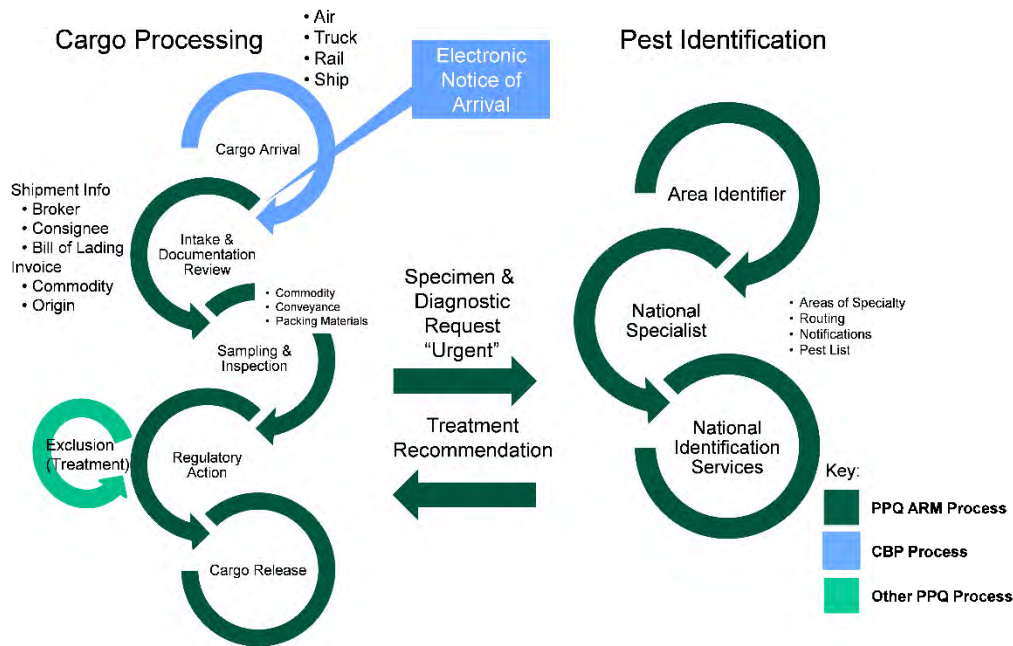 Cargo Processing
• Air
• Truck
• Rail
• Ship
Electronic
Notice of
Arrival
Cargo Arrival
Shipment Info
• Broker
• Consignee
• Bill of Lading
Invoice
• Commodity
• Origin
Intake &
Documentation
Review
• Commodity
• Conveyance
• Packing Materials
Sampling &
Inspection
Exclusion
(Treatment)
Regulatory
Action
Cargo Release
Specimen &
Diagnostic
Request
“Urgent”
Treatment
Recommendation
Pest Identification
Area Identifier
National
Specialist
• Areas of Specialty
• Routing
• Notifications
• Pest List
National
Identification
Services
Key:
PPQ ARM Process
CBP Process
Other PPQ Process